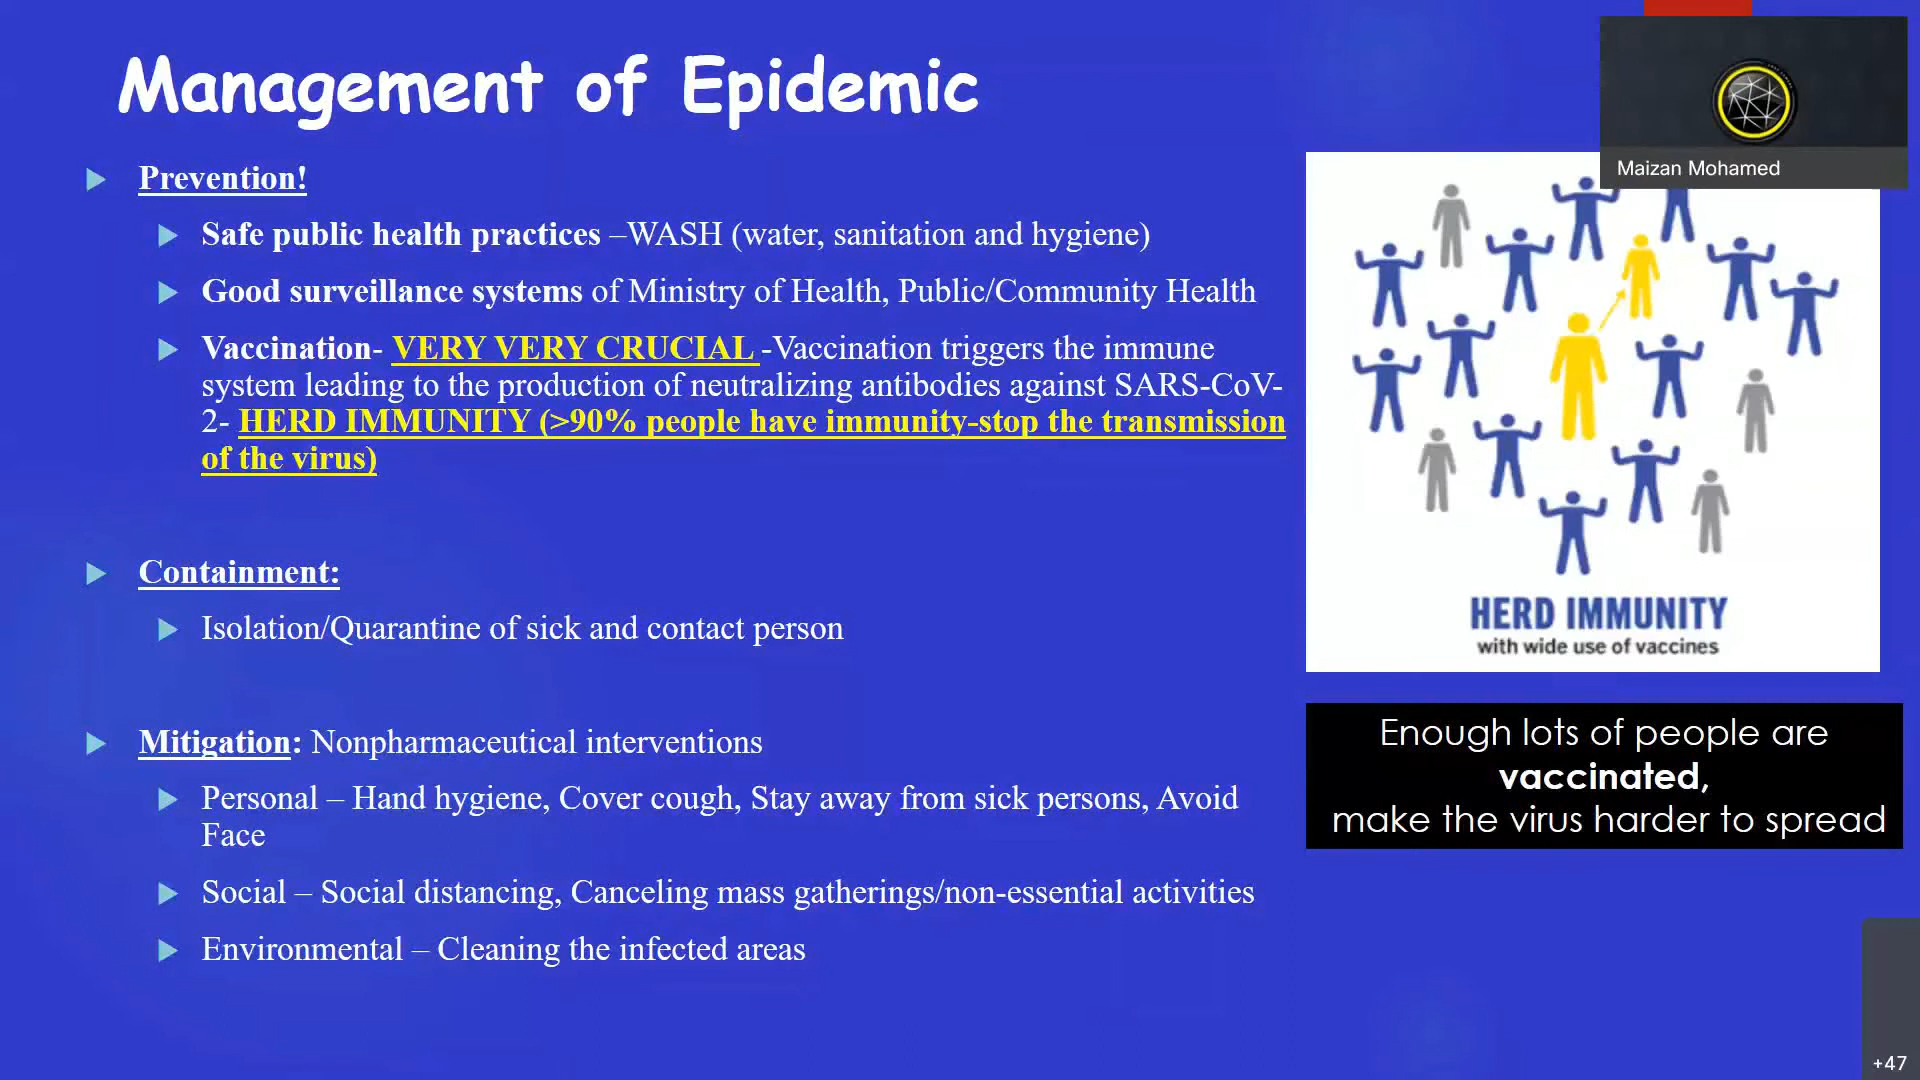 Management of Epidemic
Maizan Mohamed
Prevention!
Safe public health practices –WASH (water, sanitation and hygiene)
Good surveillance systems of Ministry of Health, Public/Community Health
Vaccination- VERY VERY CRUCIAL -Vaccination triggers the immune
system leading to the production of neutralizing antibodies against SARS-CoV-
2- HERD IMMUNITY (>90% people have immunity-stop the transmission
of the virus)
Containment:
Isolation/Quarantine of sick and contact person
Mitigation: Nonpharmaceutical interventions
Personal – Hand hygiene, Cover cough, Stay away from sick persons, Avoid
Face
Social – Social distancing, Canceling mass gatherings/non-essential activities
Environmental – Cleaning the infected areas
HERD IMMUNITY
with wide use of vaccines
Enough lots of people are
vaccinated,
make the virus harder to spread
+47